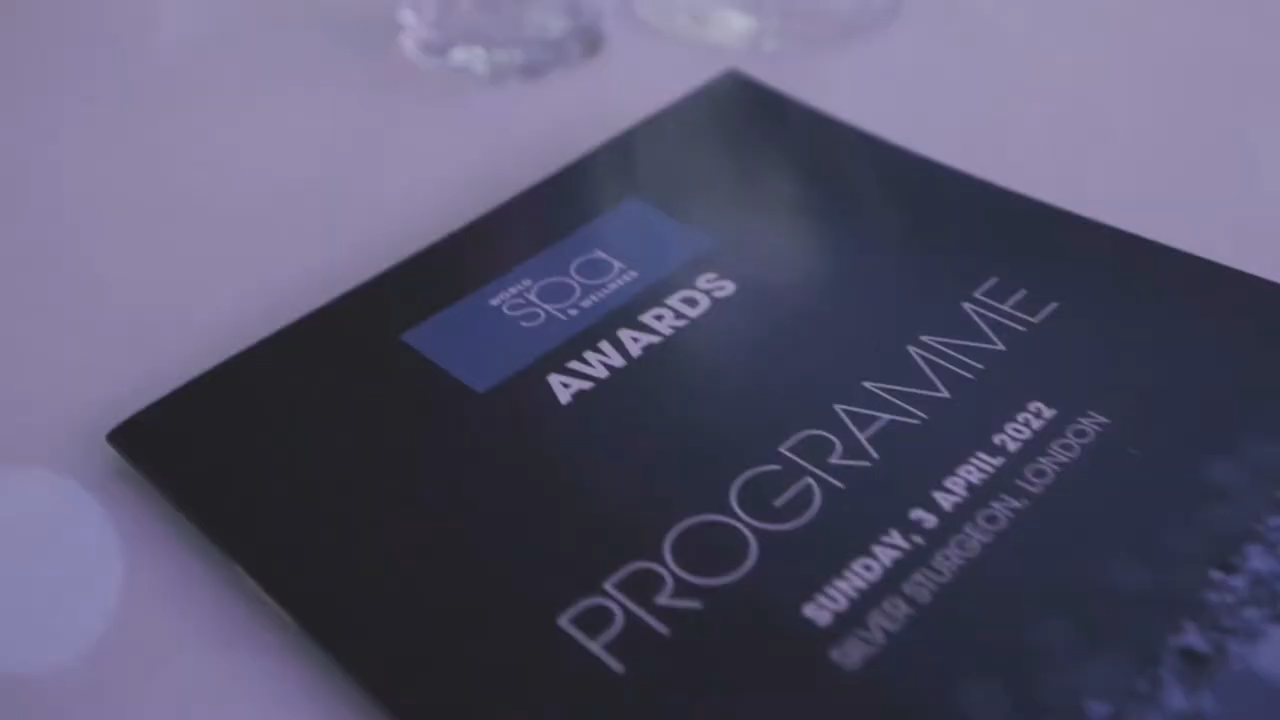 WORLD
spa
& WELLNESS
AWARDS
PROGRAMME
SUNDAY, 3 APRIL 2022
SILVER STURGEON, LONDON